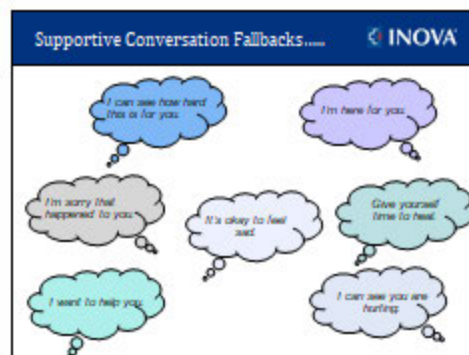 Supportive Conversation Fallbacks.....
INOVA
I can see how hard
this is for you.
I'm here for you.
I'm sorry that
happened to you.
It's okay to feel
sad.
Give yourself
time to heal.
I want to help you.
I can see you are
hurting.